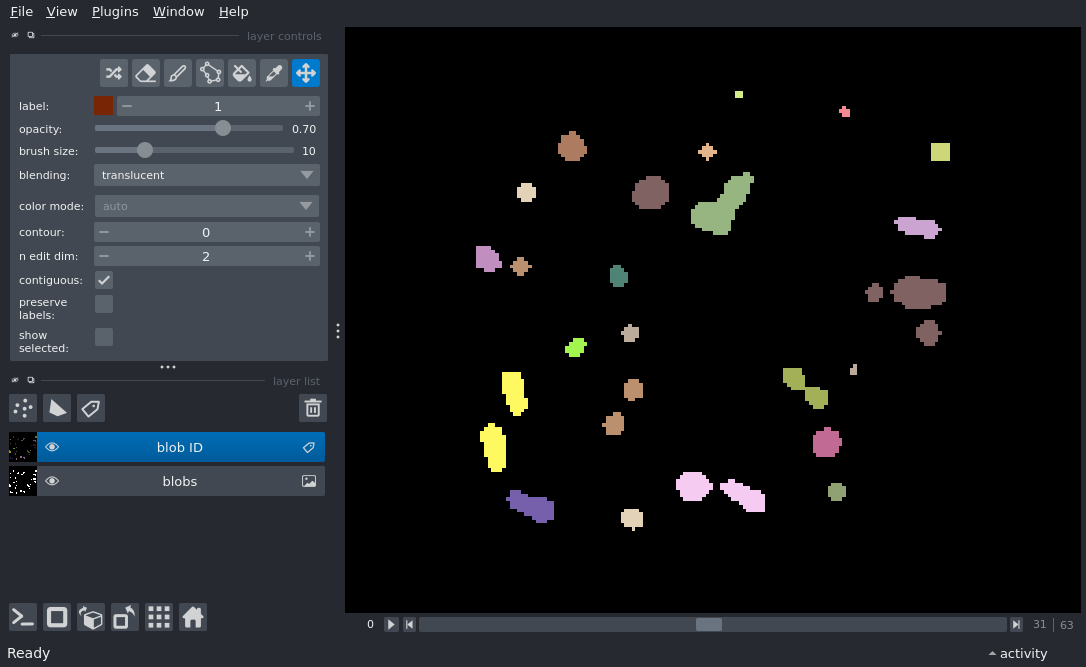 File View Plugins Window Help
layer controls
label: 1
opacity: 0.70
brush size: 10
blending: translucent
color mode: auto
contour: 0
n edit dim: 2
contiguous:
preserve
labels:
show
selected:
layer list
blob ID
blobs
0 31 | 63
Ready activity